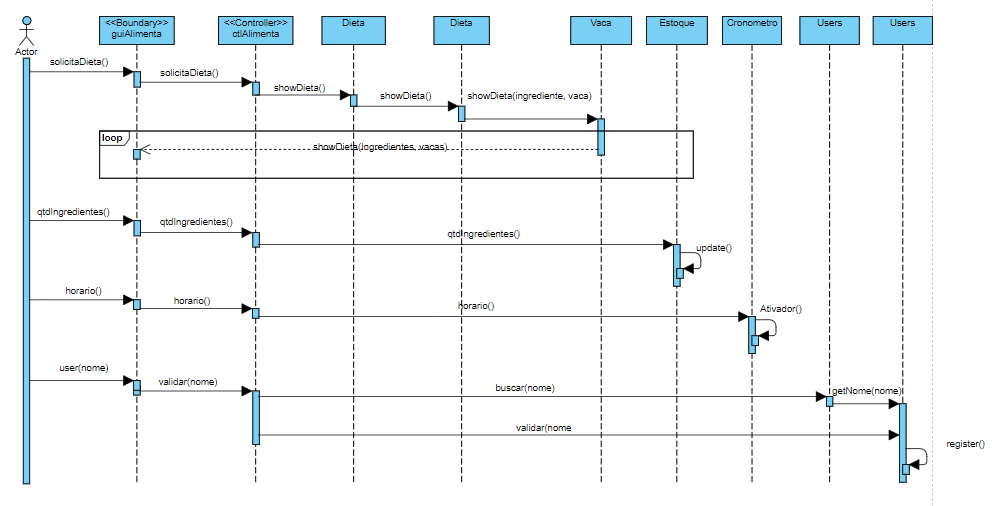 <<Boundary>>
guiAlimenta
<<Controller>>
ctlAlimenta
Dieta
Dieta
Vaca
Estoque
Cronometro
Users
Users
Actor
solicitaDieta()
solicitaDieta()
showDieta()
showDieta()
showDieta(ingrediente, vaca)
loop
showDieta(ingredientes, vacas)
qtdIngredientes()
qtdIngredientes()
qtdIngredientes()
update()
horario()
horario()
horario()
Ativador()
user(nome)
validar(nome)
buscar(nome)
getNome(nome)
validar(nome
register()